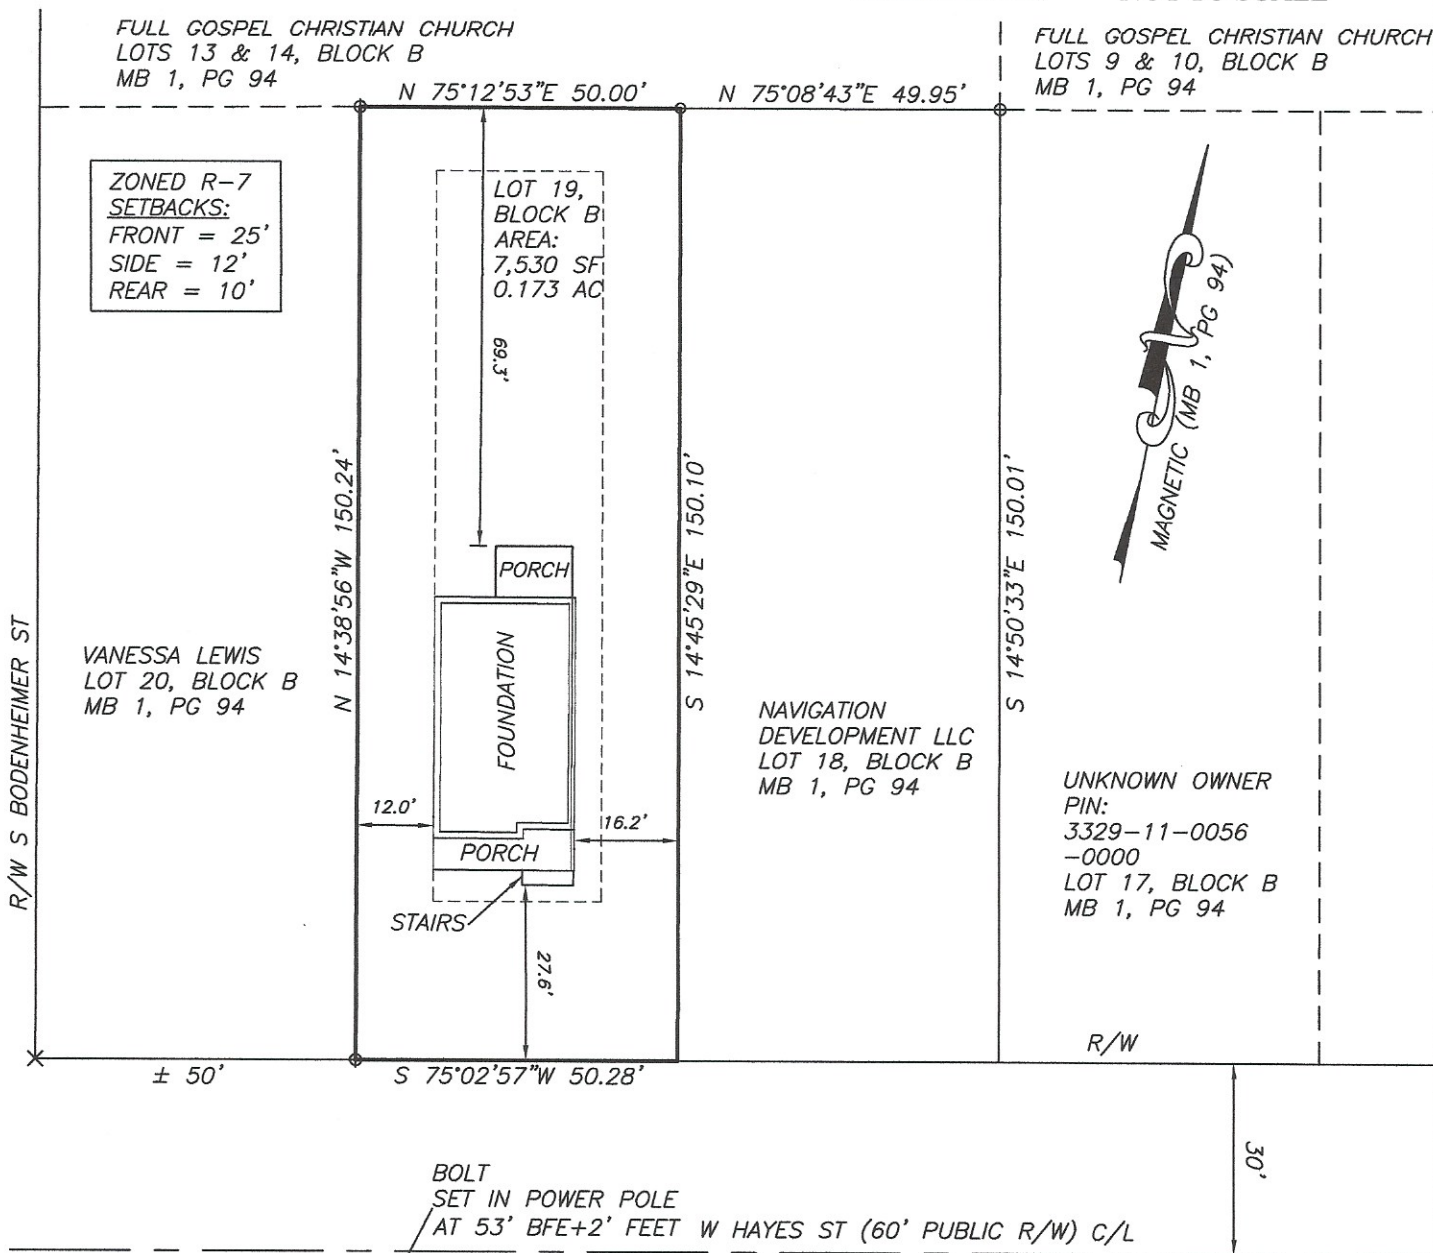 FULL GOSPEL CHRISTIAN CHURCH
LOTS 13 & 14, BLOCK B
MB 1, PG 94
FULL GOSPEL CHRISTIAN CHURCH
LOTS 9 & 10, BLOCK B
MB 1, PG 94
N 75°12'53"E 50.00'
N 75°08'43"E 49.95'
ZONED R-7
SETBACKS:
FRONT = 25'
SIDE = 12'
REAR = 10'
LOT 19,
BLOCK B
AREA:
7,530 SF
0.173 AC
69.3'
MAGNETIC (MB 1, PG 94)
N 14°38'56"W 150.24'
S 14°45'29"E 150.10'
S 14°50'33"E 150.01'
PORCH
FOUNDATION
R/W S BODENHEIMER ST
VANESSA LEWIS
LOT 20, BLOCK B
MB 1, PG 94
NAVIGATION
DEVELOPMENT LLC
LOT 18, BLOCK B
MB 1, PG 94
UNKNOWN OWNER
PIN:
3329-11-0056
-0000
LOT 17, BLOCK B
MB 1, PG 94
12.0'
16.2'
PORCH
STAIRS
27.6'
R/W
± 50'
S 75°02'57"W 50.28'
30'
BOLT
SET IN POWER POLE
AT 53' BFE+2' FEET W HAYES ST (60' PUBLIC R/W) C/L